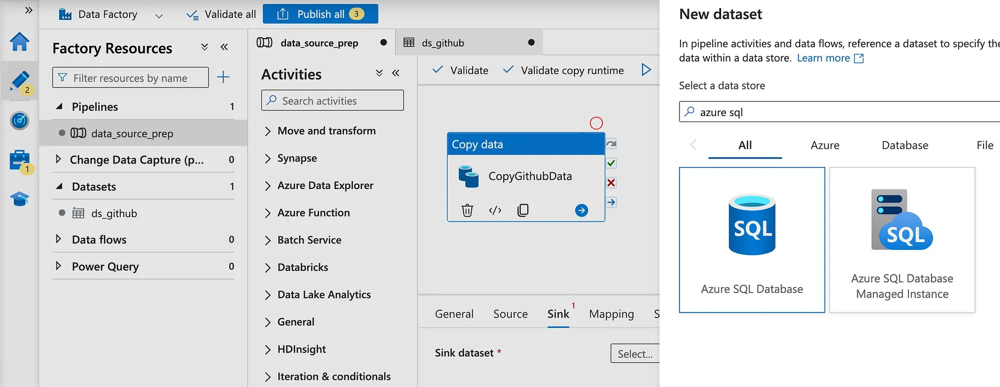 Data Factory
Validate all
Publish all 3
2
1
Factory Resources
Filter resources by name
Pipelines 1
data_source_prep
Change Data Capture (p... 0
Datasets 1
ds_github
Data flows 0
Power Query 0
data_source_prep
ds_github
Activities
Search activities
Move and transform
Synapse
Azure Data Explorer
Azure Function
Batch Service
Databricks
Data Lake Analytics
General
HDInsight
Iteration & conditionals
Validate
Validate copy runtime
Copy data
CopyGithubData
General
Source
Sink 1
Mapping
S
Sink dataset *
Select...
New dataset
In pipeline activities and data flows, reference a dataset to specify the
data within a data store. Learn more
Select a data store
azure sql
All
Azure
Database
File
SQL
Azure SQL Database
SQL
Azure SQL Database
Managed Instance